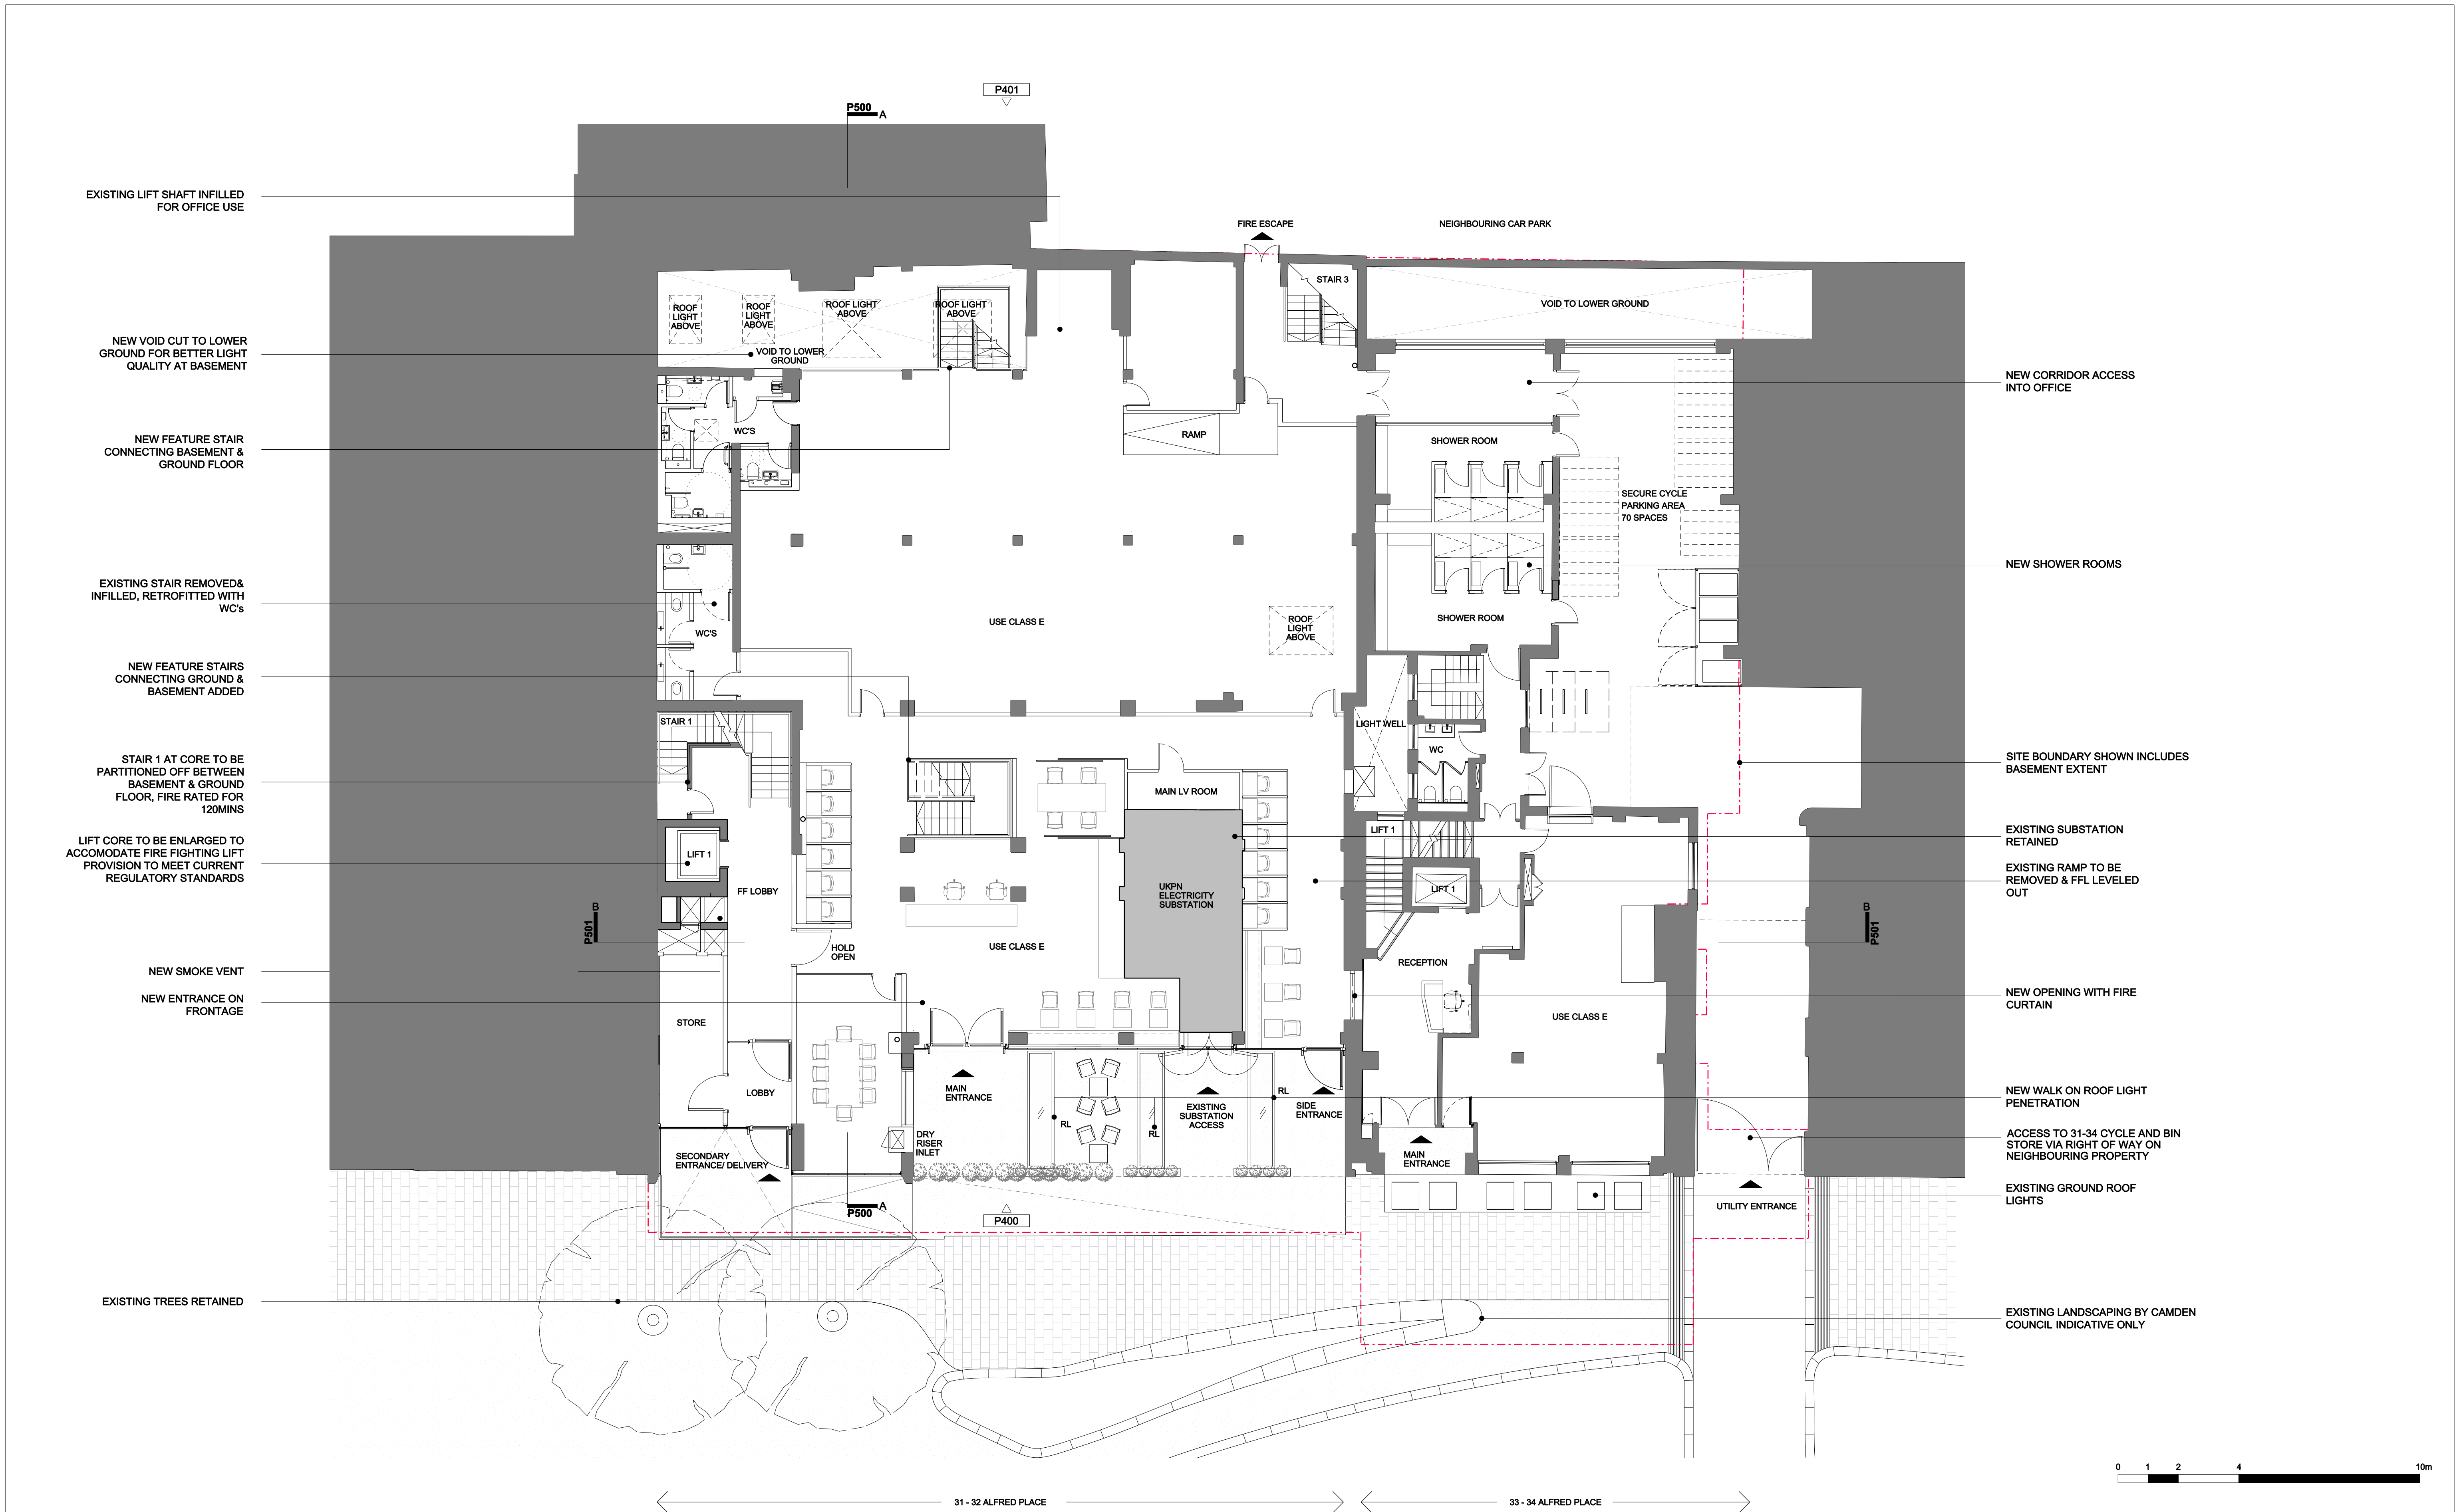 P401
P500
A
EXISTING LIFT SHAFT INFILLED
FOR OFFICE USE
NEW VOID CUT TO LOWER
GROUND FOR BETTER LIGHT
QUALITY AT BASEMENT
NEW FEATURE STAIR
CONNECTING BASEMENT &
GROUND FLOOR
EXISTING STAIR REMOVED&
INFILLED, RETROFITTED WITH
WC's
NEW FEATURE STAIRS
CONNECTING GROUND &
BASEMENT ADDED
STAIR 1 AT CORE TO BE
PARTITIONED OFF BETWEEN
BASEMENT & GROUND
FLOOR, FIRE RATED FOR
120MINS
LIFT CORE TO BE ENLARGED TO
ACCOMODATE FIRE FIGHTING LIFT
PROVISION TO MEET CURRENT
REGULATORY STANDARDS
NEW SMOKE VENT
NEW ENTRANCE ON
FRONTAGE
EXISTING TREES RETAINED
FIRE ESCAPE
NEIGHBOURING CAR PARK
STAIR 3
VOID TO LOWER GROUND
ROOF
LIGHT
ABOVE
ROOF
LIGHT
ABOVE
ROOF LIGHT
ABOVE
ROOF LIGHT
ABOVE
VOID TO LOWER
GROUND
WC'S
RAMP
SHOWER ROOM
SECURE CYCLE
PARKING AREA
70 SPACES
SHOWER ROOM
USE CLASS E
ROOF
LIGHT
ABOVE
WC'S
STAIR 1
LIGHT WELL
WC
MAIN LV ROOM
LIFT 1
LIFT 1
LIFT 1
FF LOBBY
UKPN
ELECTRICITY
SUBSTATION
B
P501
B
P501
HOLD
OPEN
USE CLASS E
RECEPTION
STORE
USE CLASS E
LOBBY
MAIN
ENTRANCE
RL
RL
RL
EXISTING
SUBSTATION
ACCESS
SIDE
ENTRANCE
DRY
RISER
INLET
SECONDARY
ENTRANCE/ DELIVERY
MAIN
ENTRANCE
UTILITY ENTRANCE
A
P500
P400
NEW CORRIDOR ACCESS
INTO OFFICE
NEW SHOWER ROOMS
SITE BOUNDARY SHOWN INCLUDES
BASEMENT EXTENT
EXISTING SUBSTATION
RETAINED
EXISTING RAMP TO BE
REMOVED & FFL LEVELED
OUT
NEW OPENING WITH FIRE
CURTAIN
NEW WALK ON ROOF LIGHT
PENETRATION
ACCESS TO 31-34 CYCLE AND BIN
STORE VIA RIGHT OF WAY ON
NEIGHBOURING PROPERTY
EXISTING GROUND ROOF
LIGHTS
EXISTING LANDSCAPING BY CAMDEN
COUNCIL INDICATIVE ONLY
0 1 2 4 10m
31 - 32 ALFRED PLACE
33 - 34 ALFRED PLACE